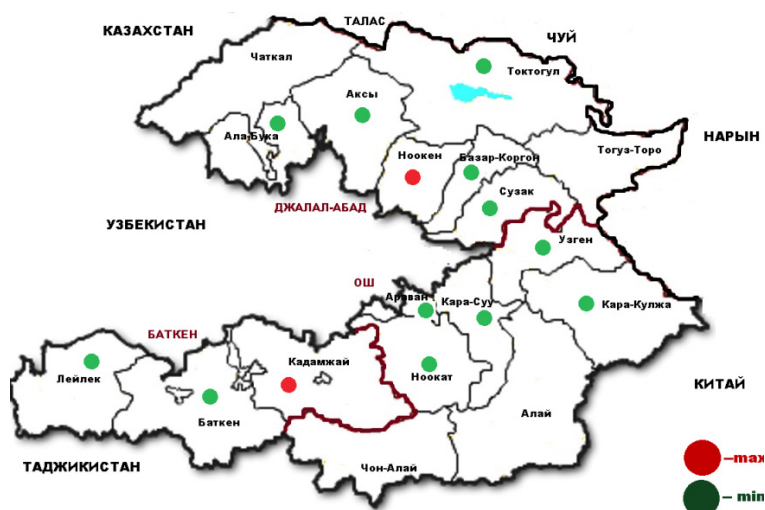 КАЗАХСТАН
ТАЛАС
ЧУЙ
Чаткал
Токтогул
Аксы
Ала-Бука
НАРЫН
Ноокен
Базар-Коргон
Тогуз-Торо
Сузак
ДЖАЛАЛ-АБАД
УЗБЕКИСТАН
Узген
ОШ
Араван
Кара-Суу
Кара-Кулжа
БАТКЕН
Кадамжай
Лейлек
Ноокат
КИТАЙ
Баткен
Алай
ТАДЖИКИСТАН
Чон-Алай
–max
– min